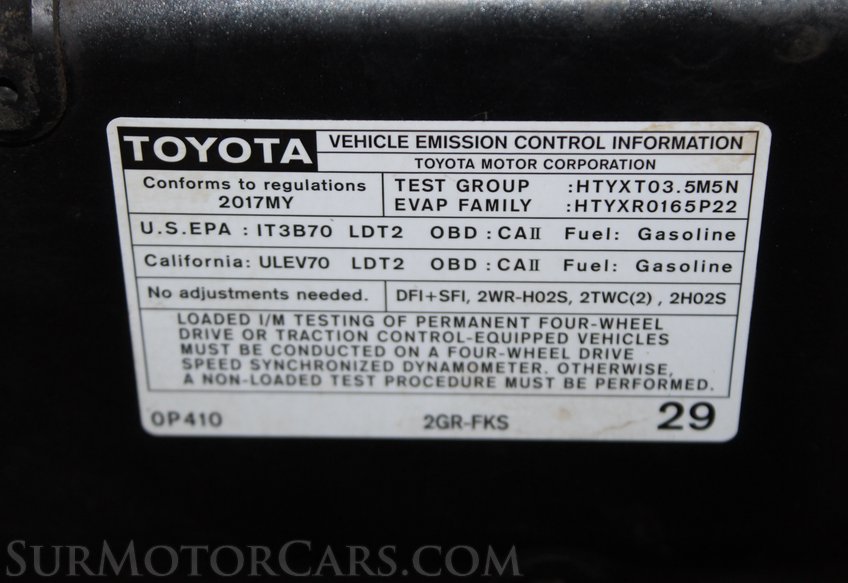 TOYOTA VEHICLE EMISSION CONTROL INFORMATION
TOYOTA MOTOR CORPORATION
Conforms to regulations
2017MY
TEST GROUP :HTYXT03.5M5N
EVAP FAMILY :HTYXR0165P22
U.S.EPA : IT3B70 LDT2 OBD : CAII Fuel: Gasoline
California: ULEV70 LDT2 OBD : CAII Fuel: Gasoline
No adjustments needed. DFI+SFI, 2WR-HO2S, 2TWC(2) , 2HO2S
LOADED I/M TESTING OF PERMANENT FOUR-WHEEL
DRIVE OR TRACTION CONTROL-EQUIPPED VEHICLES
MUST BE CONDUCTED ON A FOUR-WHEEL DRIVE
SPEED SYNCHRONIZED DYNAMOMETER. OTHERWISE,
A NON-LOADED TEST PROCEDURE MUST BE PERFORMED.
0P410 2GR-FKS 29
SurMotorCars.com